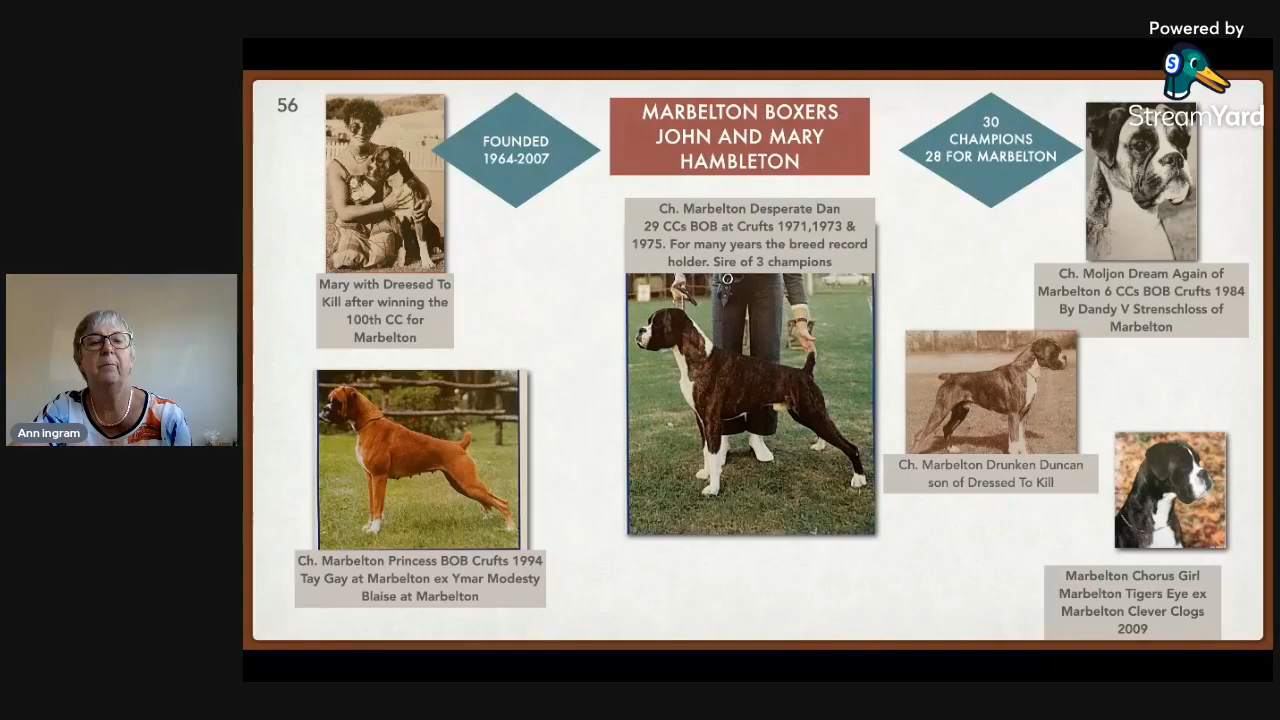 Powered by
StreamYard
56
FOUNDED
1964-2007
MARBELTON BOXERS
JOHN AND MARY
HAMBLETON
30
CHAMPIONS
28 FOR MARBELTON
Ch. Marbelton Desperate Dan
29 CCs BOB at Crufts 1971,1973 &
1975. For many years the breed record
holder. Sire of 3 champions
Mary with Dreesed To
Kill after winning the
100th CC for
Marbelton
Ch. Moljon Dream Again of
Marbelton 6 CCs BOB Crufts 1984
By Dandy V Strenschloss of
Marbelton
Ann Ingram
Ch. Marbelton Drunken Duncan
son of Dressed To Kill
Ch. Marbelton Princess BOB Crufts 1994
Tay Gay at Marbelton ex Ymar Modesty
Blaise at Marbelton
Marbelton Chorus Girl
Marbelton Tigers Eye ex
Marbelton Clever Clogs
2009